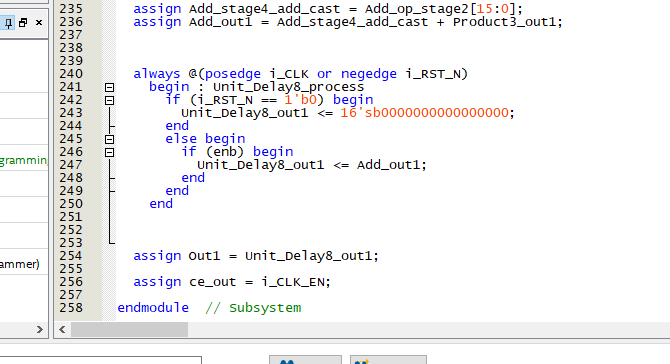 235 assign Add_stage4_add_cast = Add_op_stage2[15:0];
236 assign Add_out1 = Add_stage4_add_cast + Product3_out1;
237
238
239
240 always @(posedge i_CLK or negedge i_RST_N)
241 begin : Unit_Delay8_process
242 if (i_RST_N == 1'b0) begin
243 Unit_Delay8_out1 <= 16'sb0000000000000000;
244 end
245 else begin
246 if (enb) begin
247 Unit_Delay8_out1 <= Add_out1;
248 end
249 end
250 end
251
252
253
254 assign Out1 = Unit_Delay8_out1;
255
256 assign ce_out = i_CLK_EN;
257
258 endmodule // Subsystem
ammer)